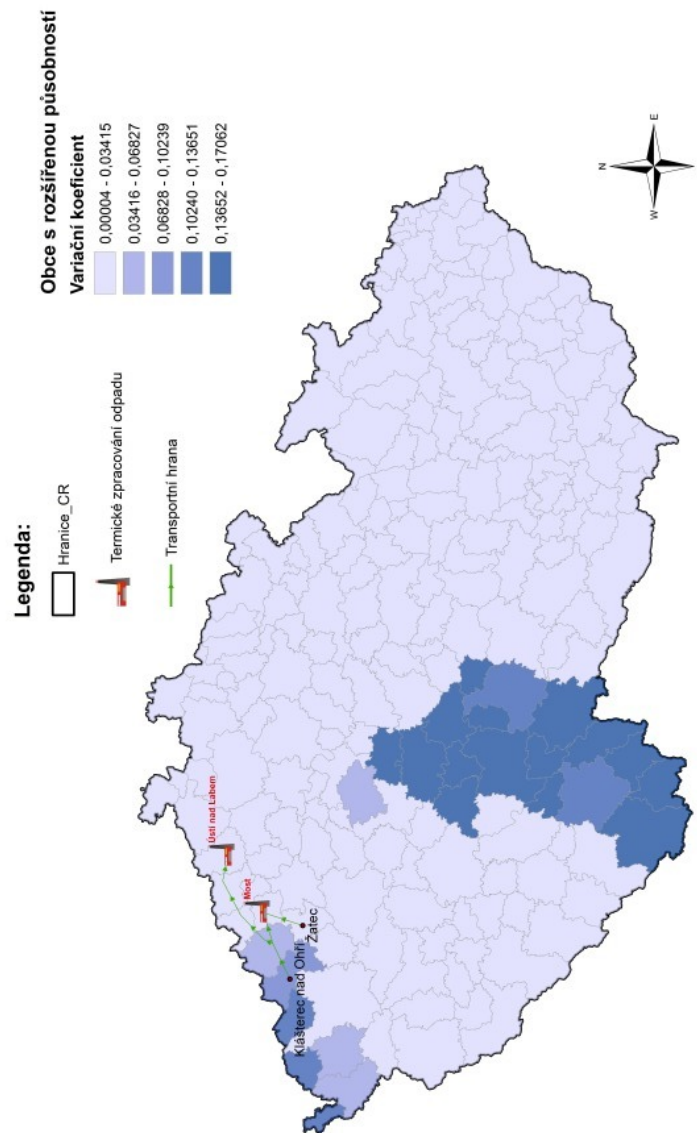 Legenda:
Hranice_CR
Termické zpracování odpadu
Transportní hrana
Obce s rozšířenou působností
Variační koeficient
0,00004 - 0,03415
0,03416 - 0,06827
0,06828 - 0,10239
0,10240 - 0,13651
0,13652 - 0,17062
Ústí nad Labem
Most
Klášterec nad Ohří
Žatec
N
W
E